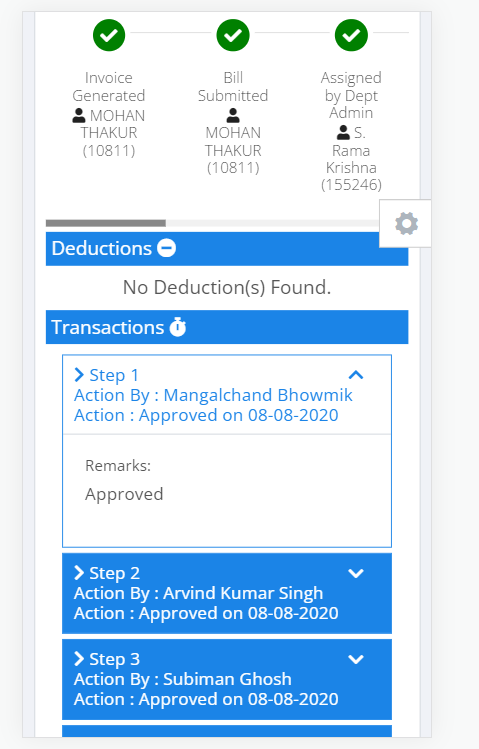 Invoice
Generated
MOHAN
THAKUR
(10811)
Bill
Submitted
MOHAN
THAKUR
(10811)
Assigned
by Dept
Admin
S.
Rama
Krishna
(155246)
Deductions
No Deduction(s) Found.
Transactions
Step 1
Action By : Mangalchand Bhowmik
Action : Approved on 08-08-2020
Remarks:
Approved
Step 2
Action By : Arvind Kumar Singh
Action : Approved on 08-08-2020
Step 3
Action By : Subiman Ghosh
Action : Approved on 08-08-2020